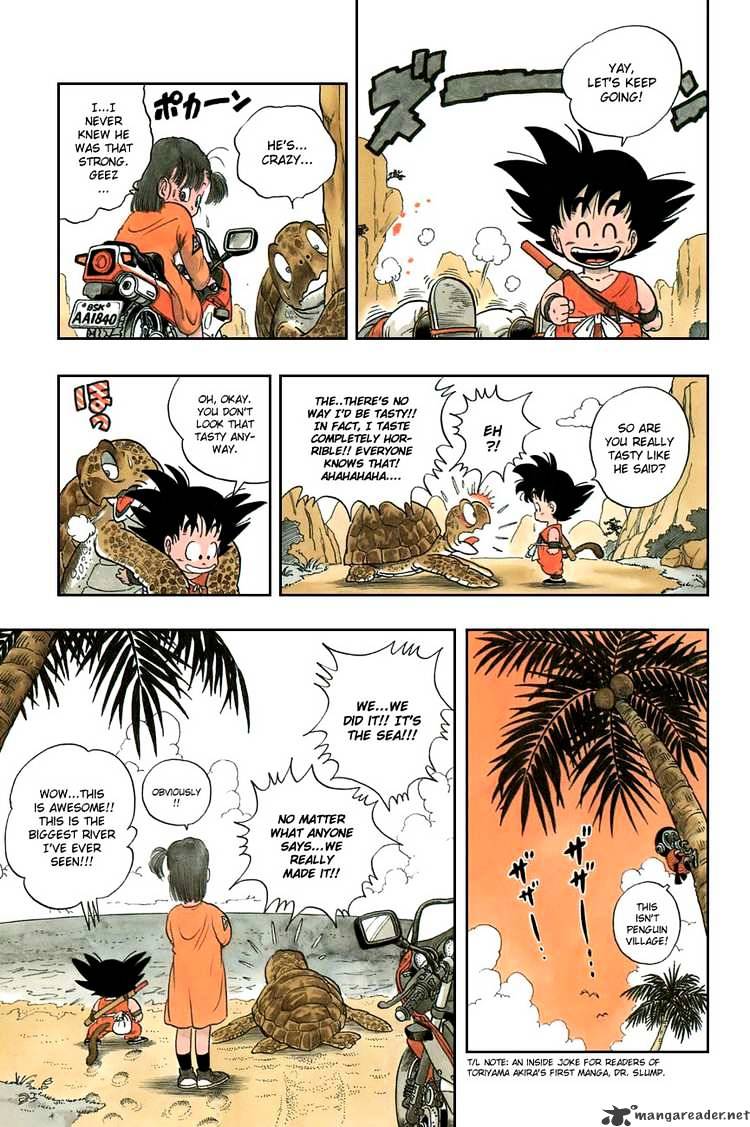 YAY,
LET'S KEEP
GOING!
ズーーン
HE'S...
CRAZY...
ポカーン
I...I
NEVER
KNEW HE
WAS THAT
STRONG.
GEEZ
...
*BSK*
AA1840
SO ARE
YOU REALLY
TASTY LIKE
HE SAID?
EH
?!
THE..THERE'S NO
WAY I'D BE TASTY!!
IN FACT, I TASTE
COMPLETELY HOR-
RIBLE!! EVERYONE
KNOWS THAT!
AHAHAHAHA....
OH, OKAY.
YOU DON'T
LOOK THAT
TASTY ANY-
WAY.
ほっ
ザザ...
ザザ...
THIS
ISN'T
PENGUIN
VILLAGE!
T/L NOTE: AN INSIDE JOKE FOR READERS OF
TORIYAMA AKIRA'S FIRST MANGA, DR. SLUMP.
WE...WE
DID IT!! IT'S
THE SEA!!!
NO MATTER
WHAT ANYONE
SAYS...WE
REALLY
MADE IT!!
OBVIOUSLY
!!
WOW...THIS
IS AWESOME!!
THIS IS THE
BIGGEST RIVER
I'VE EVER
SEEN!!!
mangareader.net